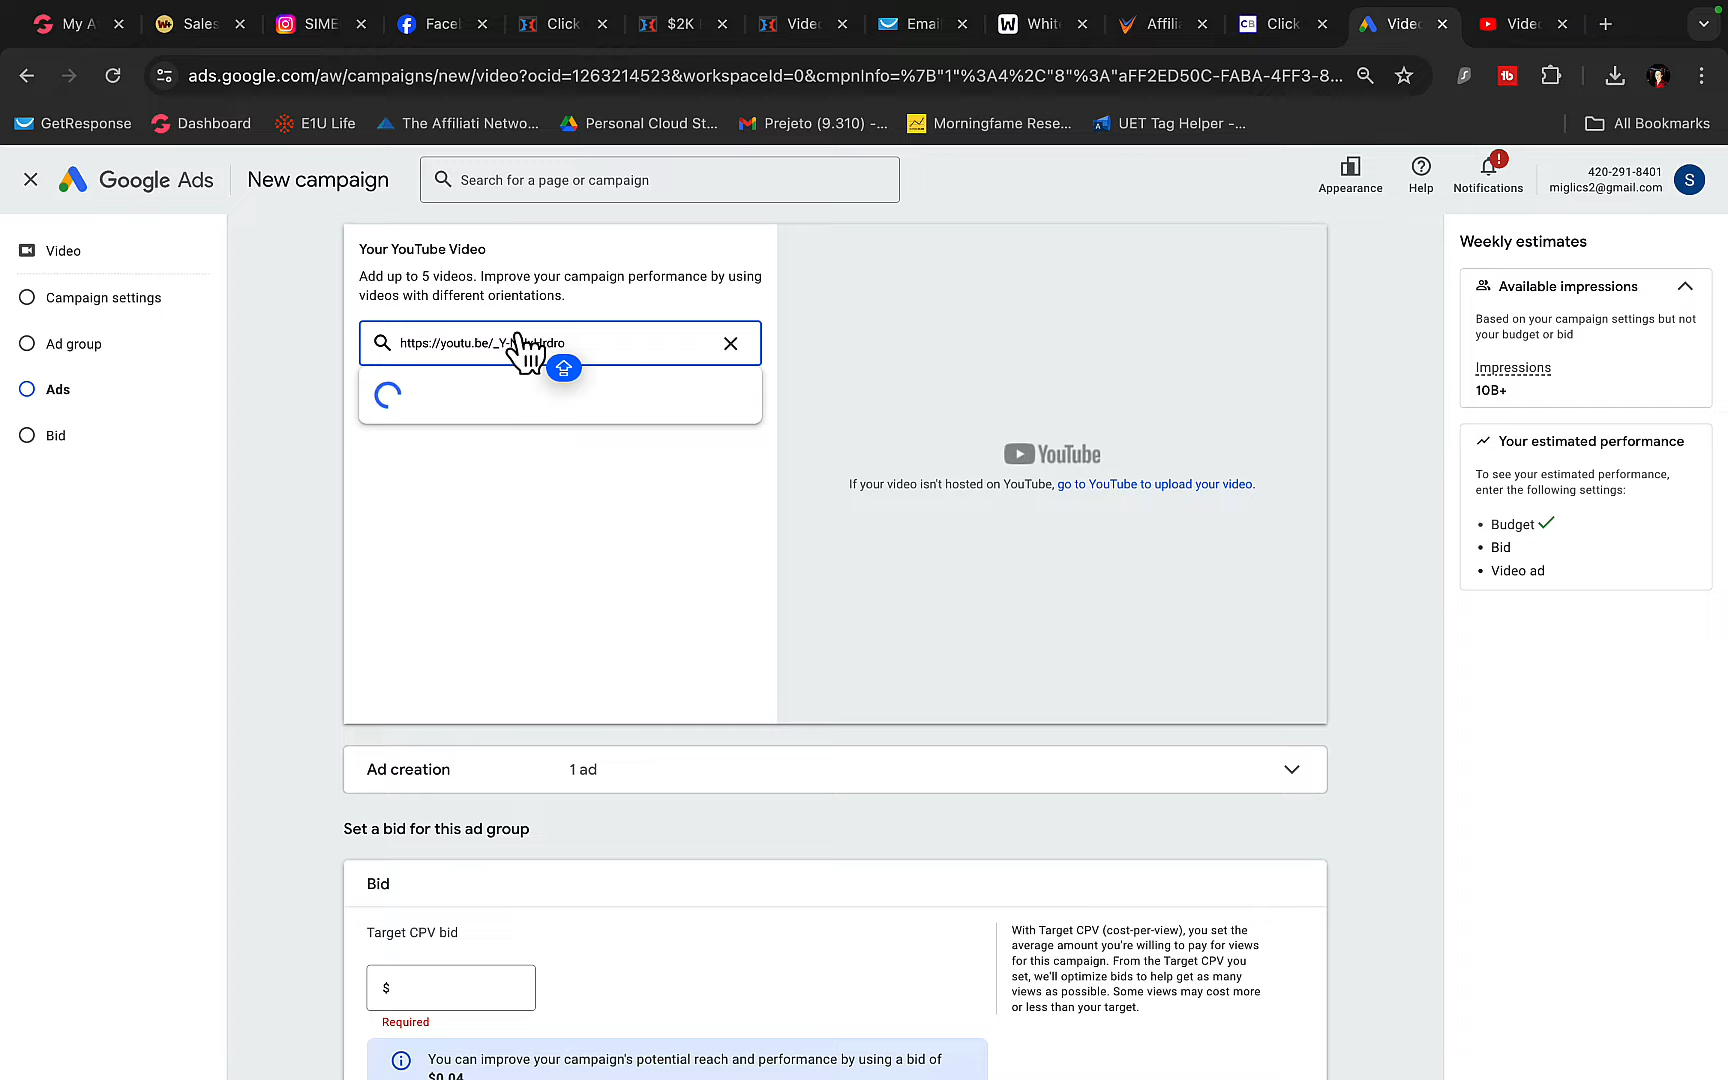 My A
Sales
SIME
Facel
Click
$2K
Vide
Emai
Whit
Affili
CB
Click
Vide
Vide
ads.google.com/aw/campaigns/new/video?ocid=1263214523&workspaceId=0&cmpnInfo=%7B"1"%3A4%2C"8"%3A"aFF2ED50C-FABA-4FF3-8...
GetResponse
Dashboard
E1U Life
The Affiliati Netwo...
Personal Cloud St...
Prejeto (9.310) -...
Morningfame Rese...
UET Tag Helper -...
All Bookmarks
Google Ads
New campaign
Search for a page or campaign
Appearance
Help
Notifications
420-291-8401
miglics2@gmail.com
S
Video
Campaign settings
Ad group
Ads
Bid
Your YouTube Video
Add up to 5 videos. Improve your campaign performance by using
videos with different orientations.
YouTube
If your video isn't hosted on YouTube, go to YouTube to upload your video.
Ad creation
1 ad
Set a bid for this ad group
Bid
Target CPV bid
$
Required
With Target CPV (cost-per-view), you set the
average amount you're willing to pay for views
for this campaign. From the Target CPV you
set, we'll optimize bids to help get as many
views as possible. Some views may cost more
or less than your target.
You can improve your campaign's potential reach and performance by using a bid of
$0.04
Weekly estimates
Available impressions
Based on your campaign settings but not
your budget or bid
Impressions
10B+
Your estimated performance
To see your estimated performance,
enter the following settings:
• Budget
• Bid
• Video ad